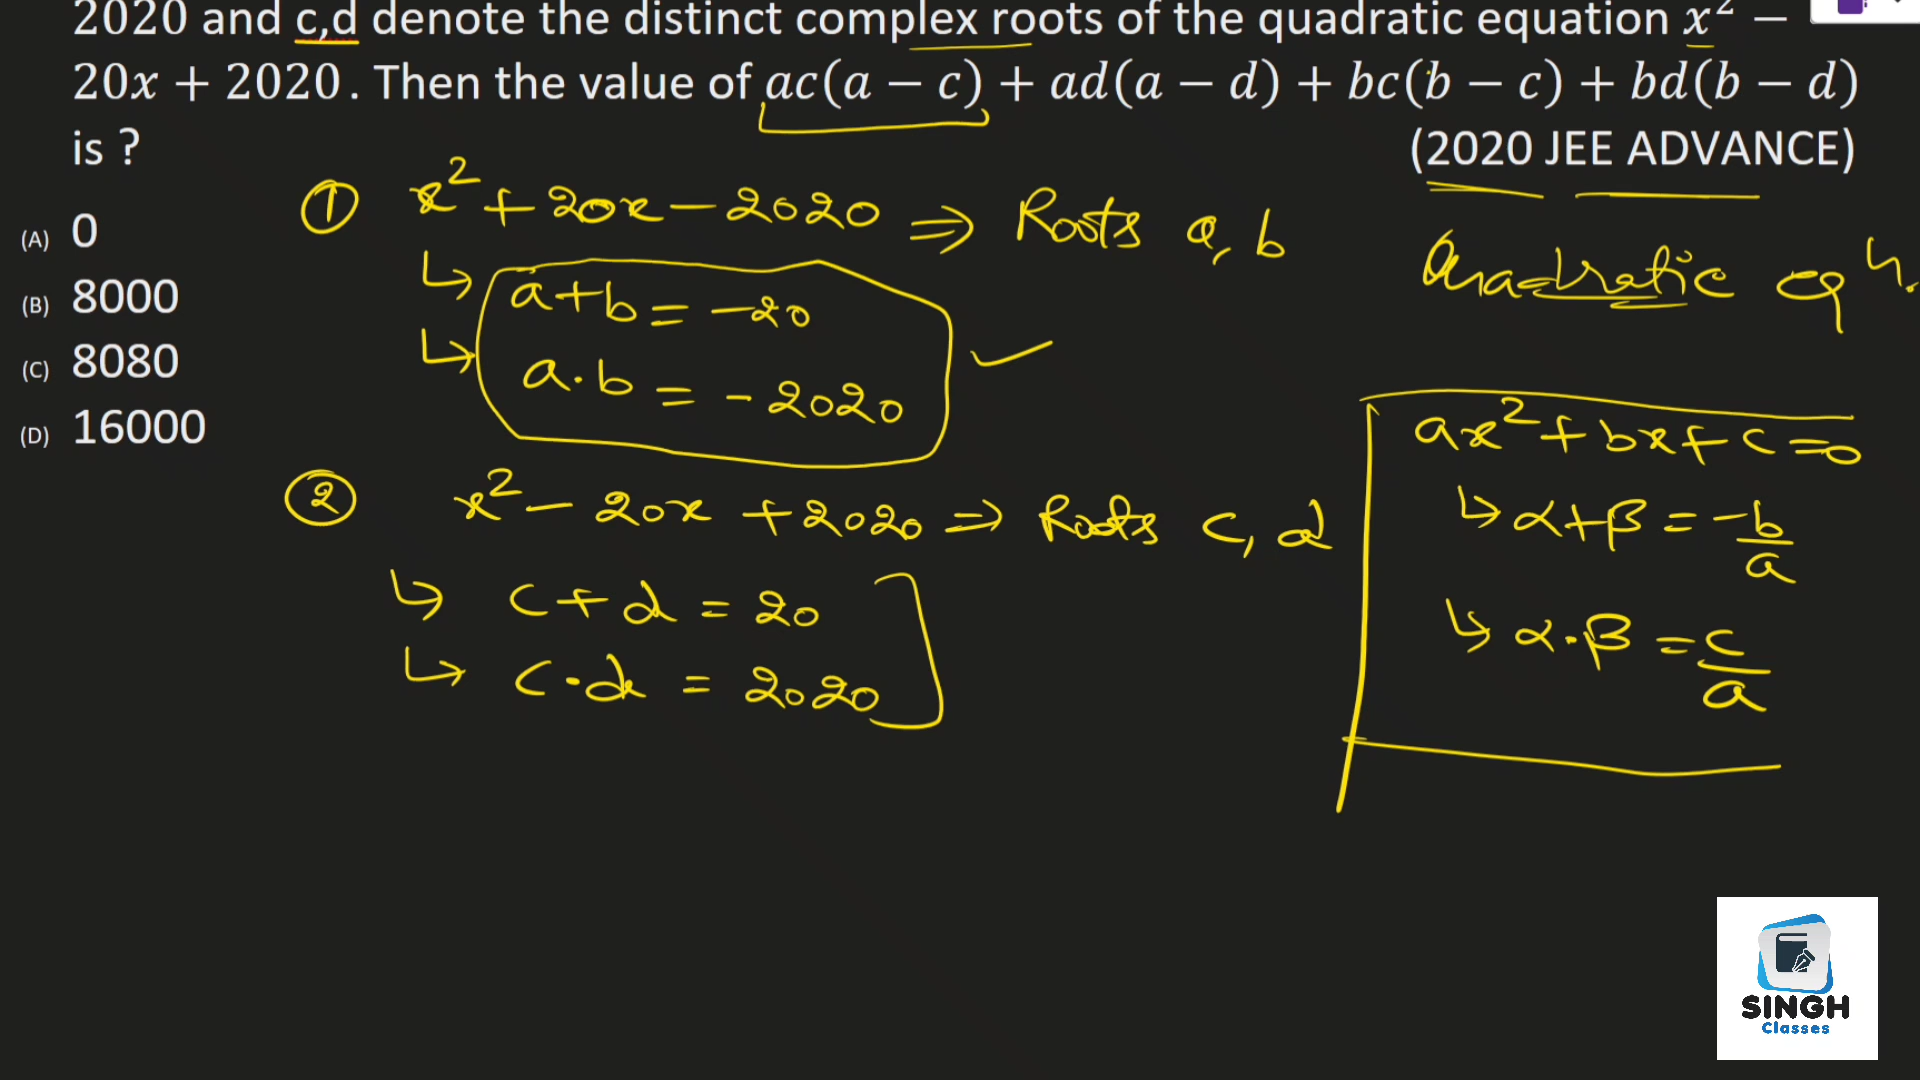 2020 and c,d denote the distinct complex roots of the quadratic equation x² −
20x + 2020. Then the value of ac(a − c) + ad(a − d) + bc(b − c) + bd(b − d)
is ?
(2020 JEE ADVANCE)
(A) 0
(B) 8000
(C) 8080
(D) 16000
① x² + 20x − 2020 ⇒ Roots a, b
↳ a + b = −20
↳ a·b = −2020
② x² − 20x + 2020 ⇒ Roots c, d
↳ c + d = 20
↳ c·d = 2020
Quadratic eqⁿ.
ax² + bx + c = 0
↳ α + β = −b/a
↳ α·β = c/a
SINGH
Classes